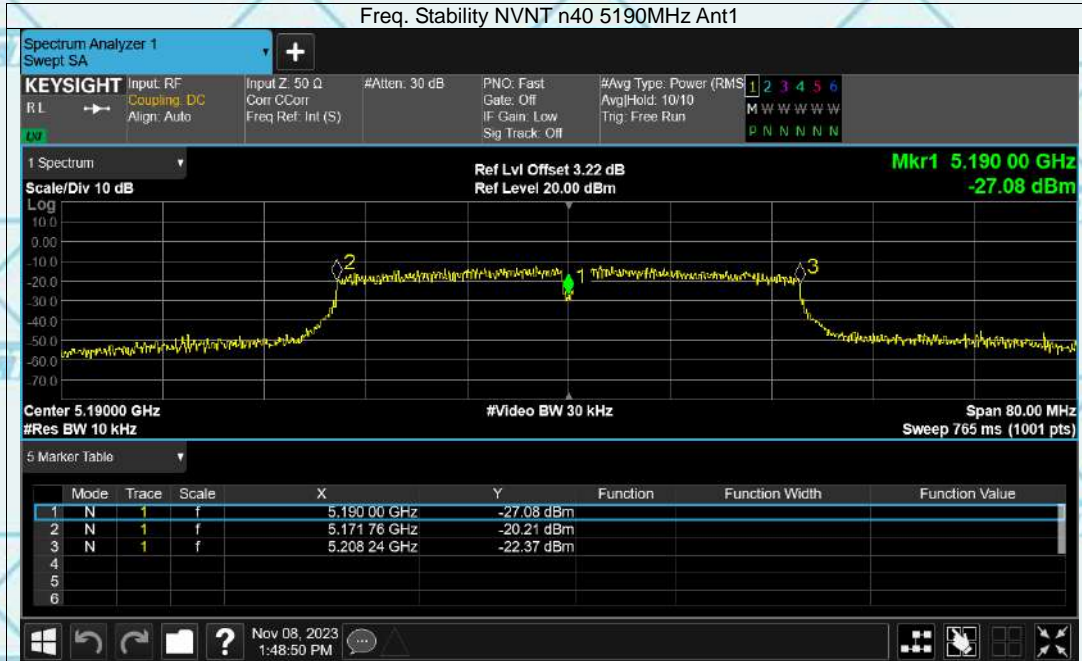 Freq. Stability NVNT n40 5190MHz Ant1
Spectrum Analyzer 1
Swept SA
+
KEYSIGHT Input: RF Input Z: 50 Ω #Atten: 30 dB PNO: Fast #Avg Type: Power (RMS 1 2 3 4 5 6
RL Coupling: DC Corr CCorr Gate: Off Avg|Hold: 10/10 M W W W W W
Align: Auto Freq Ref: Int (S) IF Gain: Low Trig: Free Run
LXI Sig Track: Off P N N N N N
1 Spectrum Ref Lvl Offset 3.22 dB Mkr1 5.190 00 GHz
Scale/Div 10 dB Ref Level 20.00 dBm -27.08 dBm
Log
10.0
0.00
-10.0
2 1 3
-20.0
-30.0
-40.0
-50.0
-60.0
-70.0
Center 5.19000 GHz #Video BW 30 kHz Span 80.00 MHz
#Res BW 10 kHz Sweep 765 ms (1001 pts)
5 Marker Table
Mode Trace Scale X Y Function Function Width Function Value
1 N 1 f 5.190 00 GHz -27.08 dBm
2 N 1 f 5.171 76 GHz -20.21 dBm
3 N 1 f 5.208 24 GHz -22.37 dBm
4
5
6
? Nov 08, 2023
1:48:50 PM